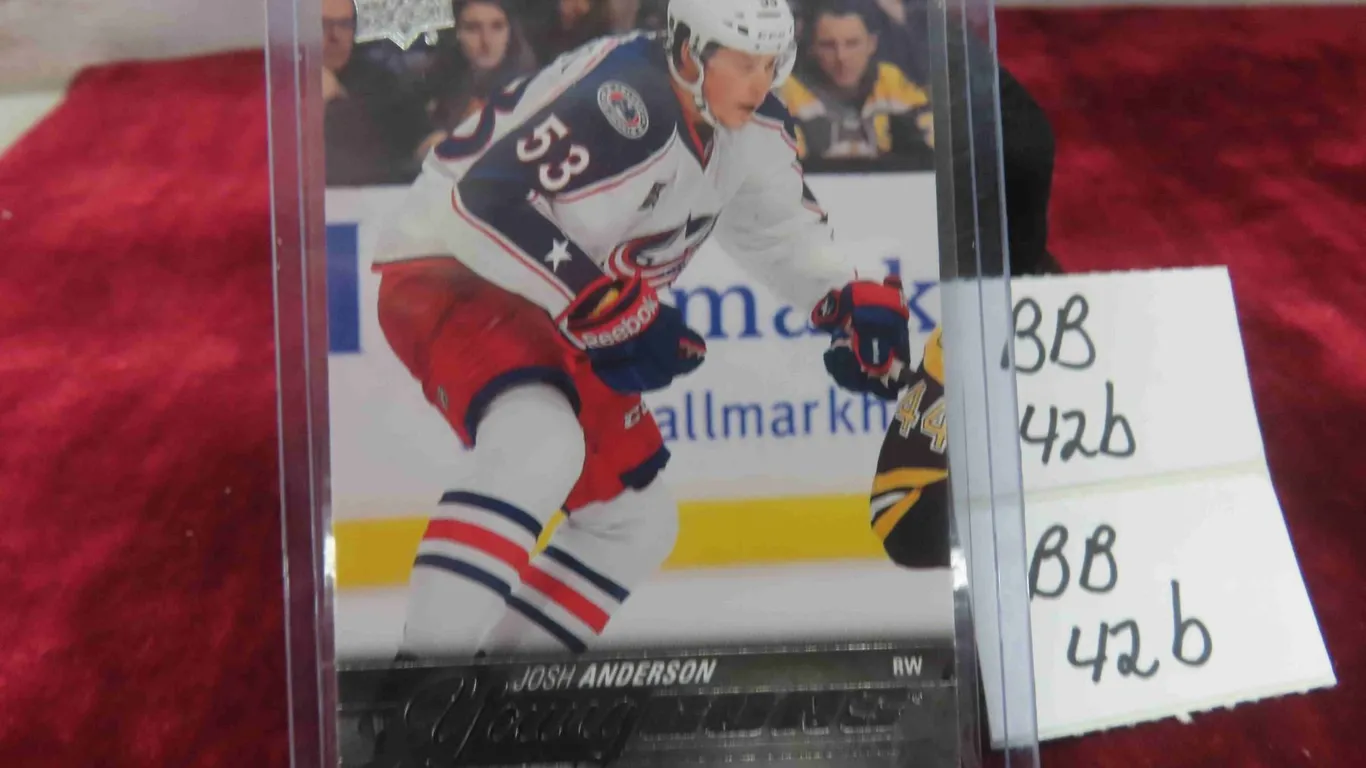 53
Reebok
mark
allmarkh
44
JOSH ANDERSON RW
Young GUNS
BB
42b
BB
42b